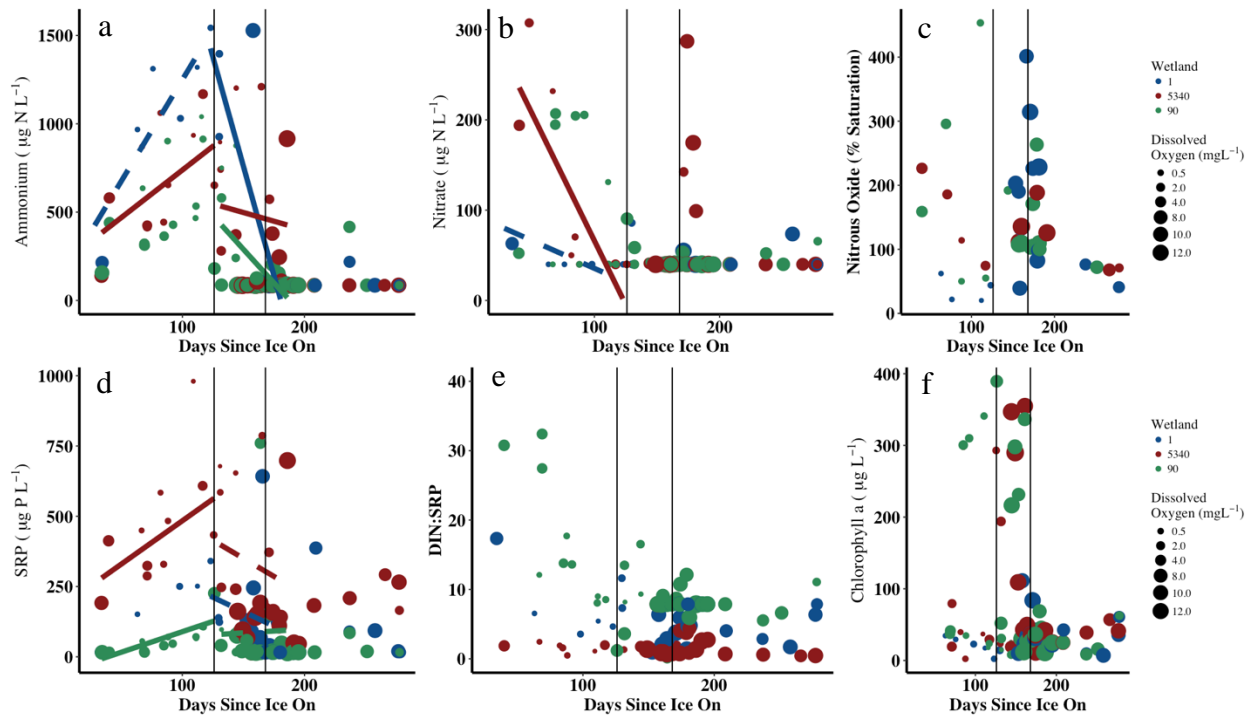 a
1500
1000
500
0
Ammonium ( µg N L⁻¹)
100
200
Days Since Ice On
b
300
200
100
0
Nitrate ( µg N L⁻¹)
100
200
Days Since Ice On
c
400
300
200
100
0
Nitrous Oxide (% Saturation)
100
200
Days Since Ice On
Wetland
1
5340
90
Dissolved
Oxygen (mgL⁻¹)
0.5
2.0
4.0
8.0
10.0
12.0
d
1000
750
500
250
0
SRP ( µg P L⁻¹)
100
200
Days Since Ice On
e
40
30
20
10
0
DIN:SRP
100
200
Days Since Ice On
f
400
300
200
100
0
Chlorophyll a ( µg L⁻¹)
100
200
Days Since Ice On
Wetland
1
5340
90
Dissolved
Oxygen (mgL⁻¹)
0.5
2.0
4.0
8.0
10.0
12.0